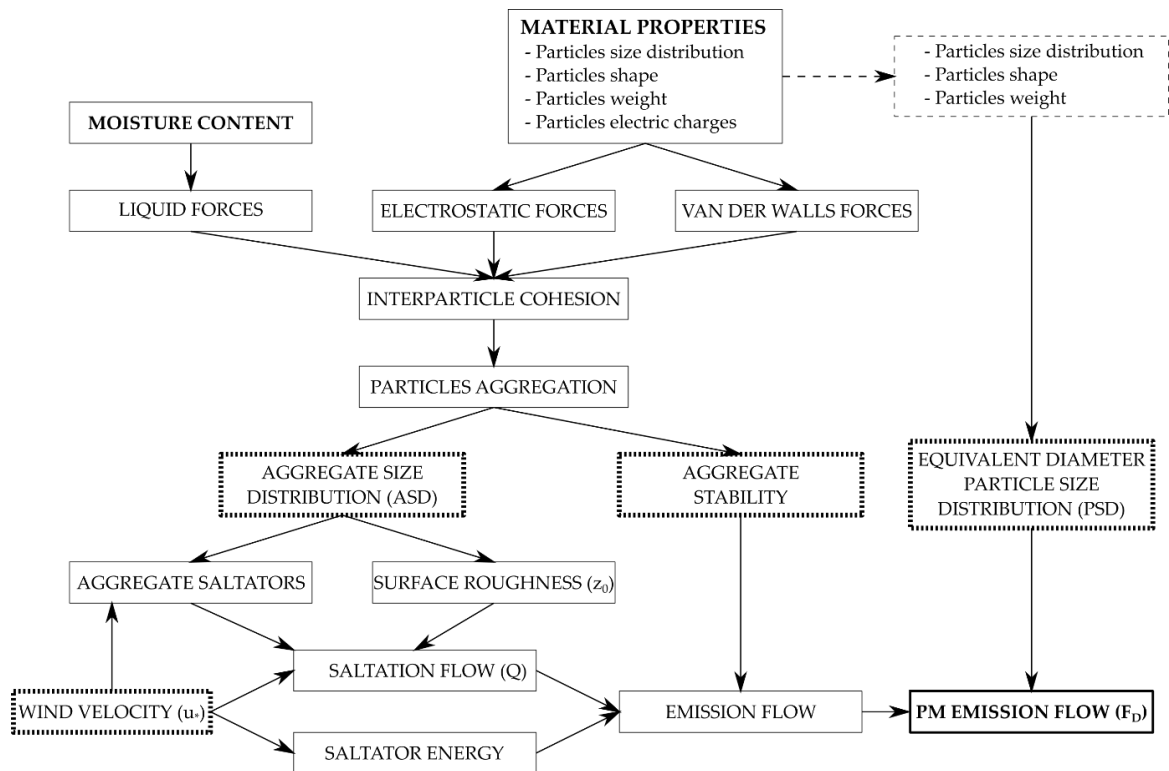 MATERIAL PROPERTIES
- Particles size distribution
- Particles shape
- Particles weight
- Particles electric charges
- Particles size distribution
- Particles shape
- Particles weight
MOISTURE CONTENT
LIQUID FORCES
ELECTROSTATIC FORCES
VAN DER WALLS FORCES
INTERPARTICLE COHESION
PARTICLES AGGREGATION
AGGREGATE SIZE
DISTRIBUTION (ASD)
AGGREGATE
STABILITY
EQUIVALENT DIAMETER
PARTICLE SIZE
DISTRIBUTION (PSD)
AGGREGATE SALTATORS
SURFACE ROUGHNESS (z₀)
SALTATION FLOW (Q)
WIND VELOCITY (u*)
EMISSION FLOW
PM EMISSION FLOW (F_D)
SALTATOR ENERGY